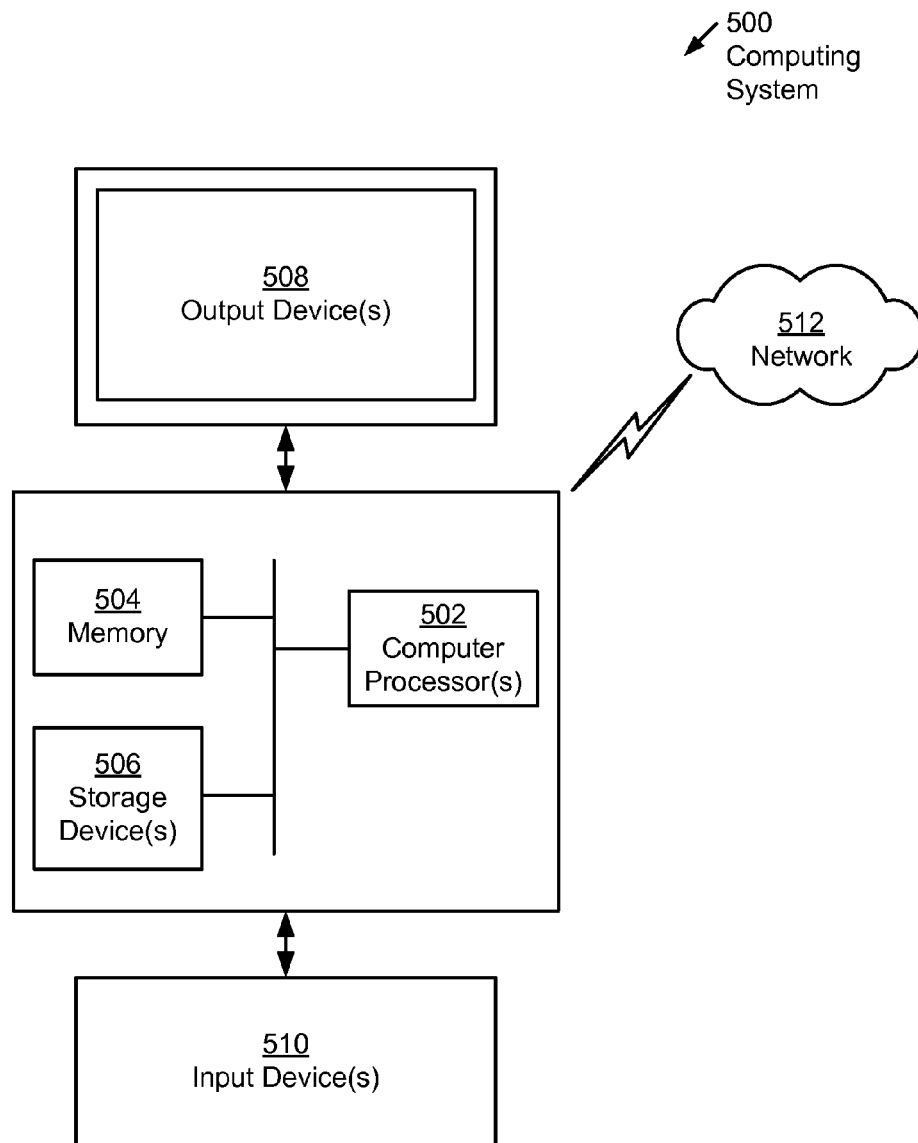 500
Computing
System
508
Output Device(s)
512
Network
504
Memory
502
Computer
Processor(s)
506
Storage
Device(s)
510
Input Device(s)